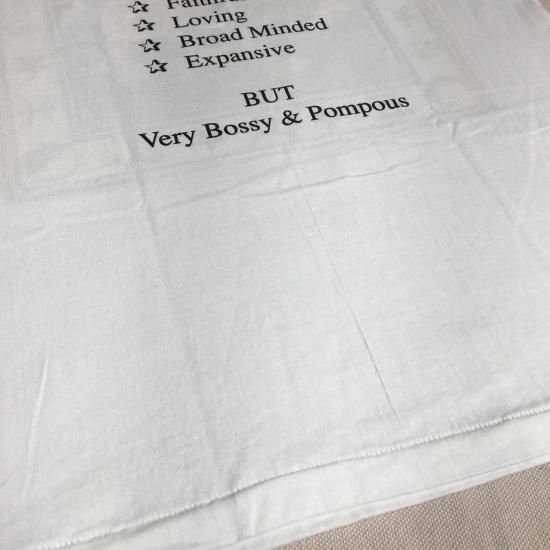 ☆ Loving
☆ Broad Minded
☆ Expansive
BUT
Very Bossy & Pompous